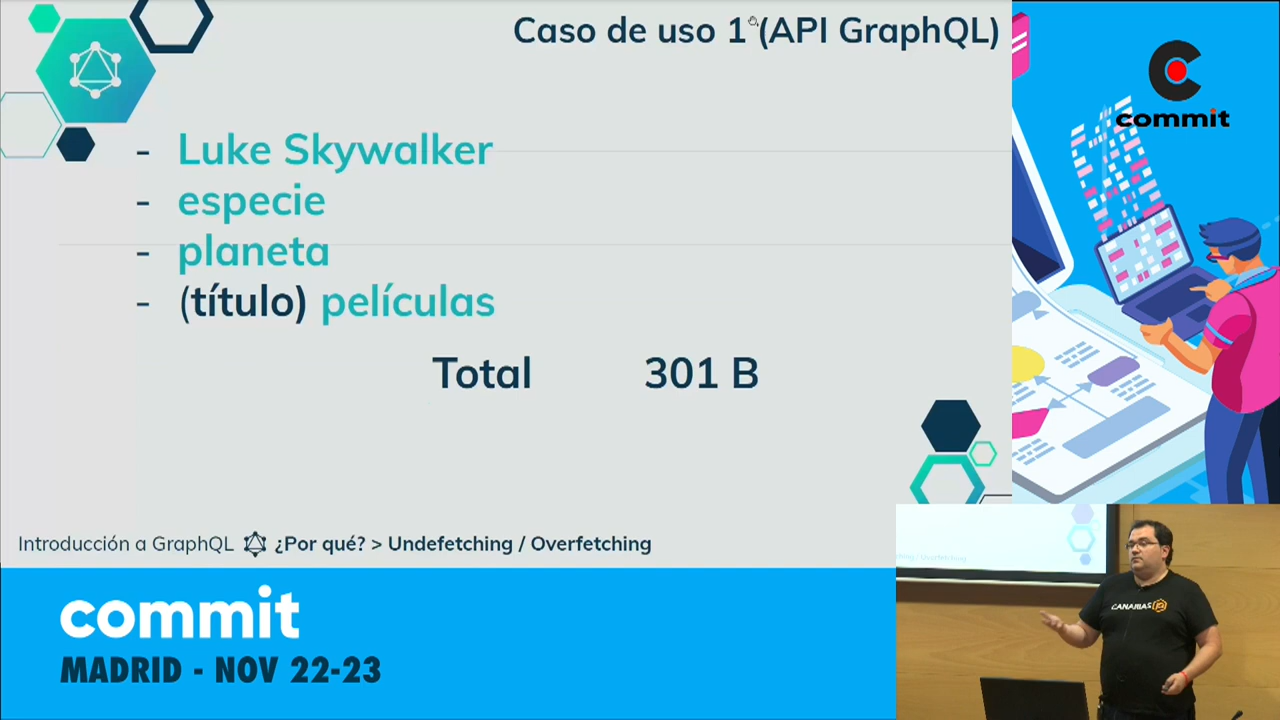 Caso de uso 1 (API GraphQL)
- Luke Skywalker
- especie
- planeta
- (título) películas
Total 301 B
Introducción a GraphQL ¿Por qué? > Undefetching / Overfetching
commit
commit
MADRID - NOV 22-23
CANARIAS